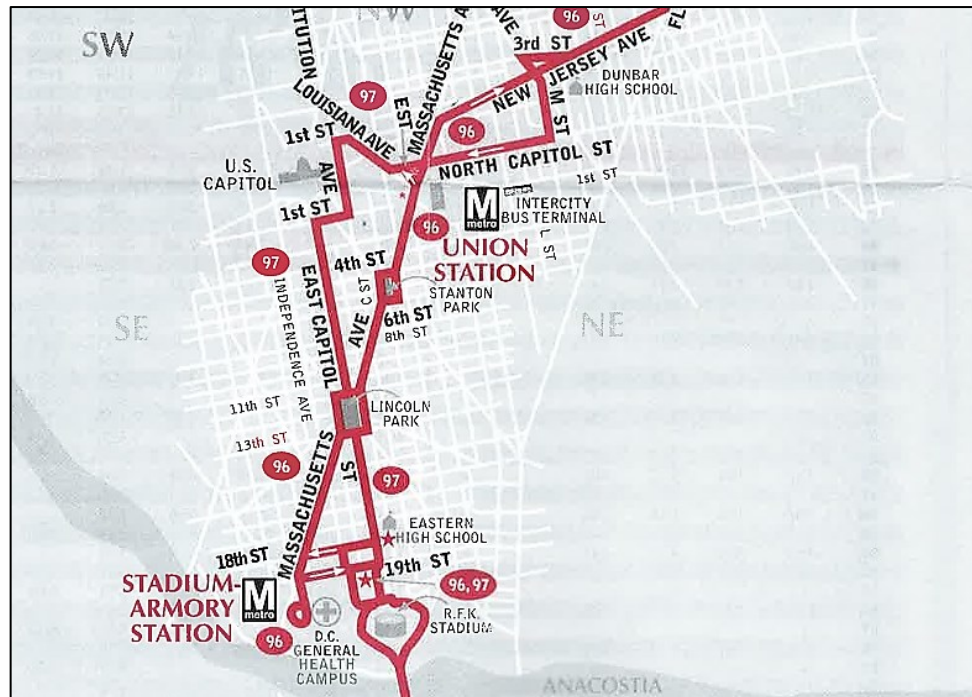 NW
96
ST
ITUTION
MASSACHUSETTS A
AVE
FL
SW
3rd ST
NEW JERSEY AVE
DUNBAR
HIGH SCHOOL
97
EST
LOUISIANA AVE
1st ST
96
M ST
NORTH CAPITOL ST
U.S.
CAPITOL
AVE
1st ST
1st ST
M
metro
INTERCITY
BUS TERMINAL
96
UNION
STATION
L ST
97
4th ST
C ST
STANTON
PARK
EAST CAPITOL
INDEPENDENCE AVE
AVE
6th ST
8th ST
SE
NE
11th ST
13th ST
LINCOLN
PARK
96
MASSACHUSETTS
ST
97
EASTERN
HIGH SCHOOL
18th ST
19th ST
STADIUM-
ARMORY
STATION
M
metro
96,97
R.F.K.
STADIUM
96
D.C.
GENERAL
HEALTH
CAMPUS
ANACOSTIA